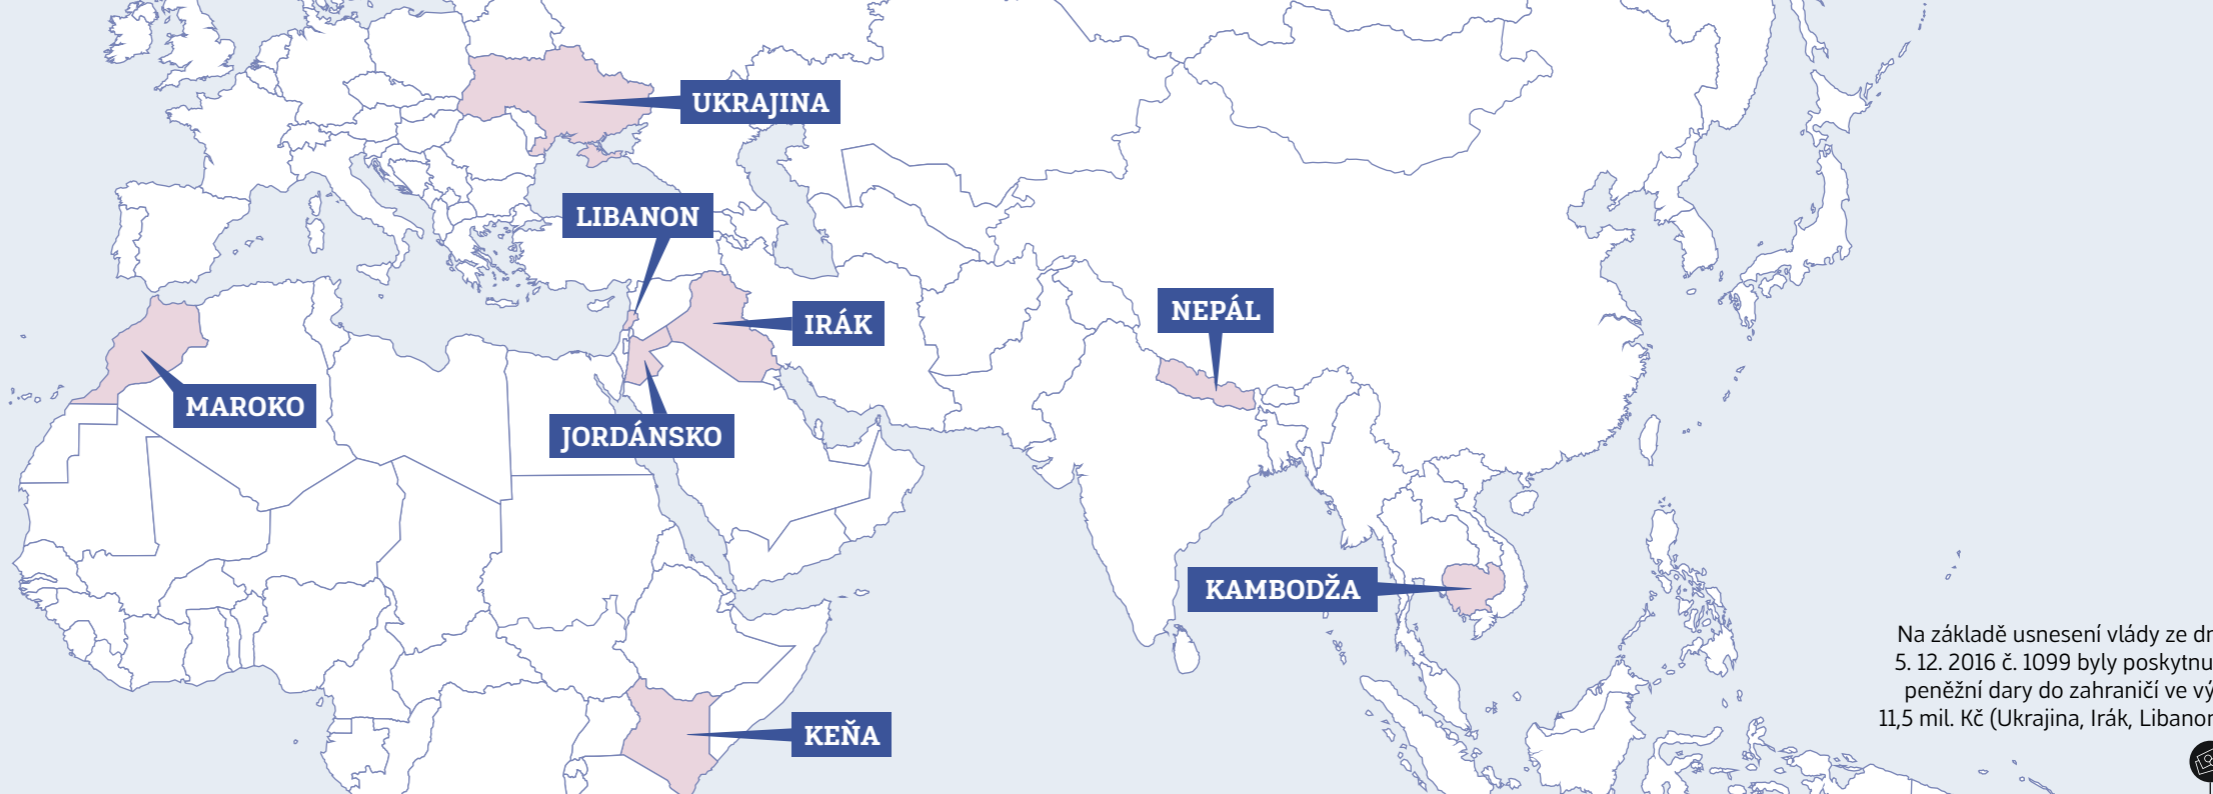 UKRAJINA
LIBANON
IRÁK
NEPÁL
MAROKO
JORDÁNSKO
KAMBODŽA
KEŇA
Na základě usnesení vlády ze
5. 12. 2016 č. 1099 byly
peněžní dary do zahraničí ve
11,5 mil. Kč (Ukrajina, Irák, Libanon